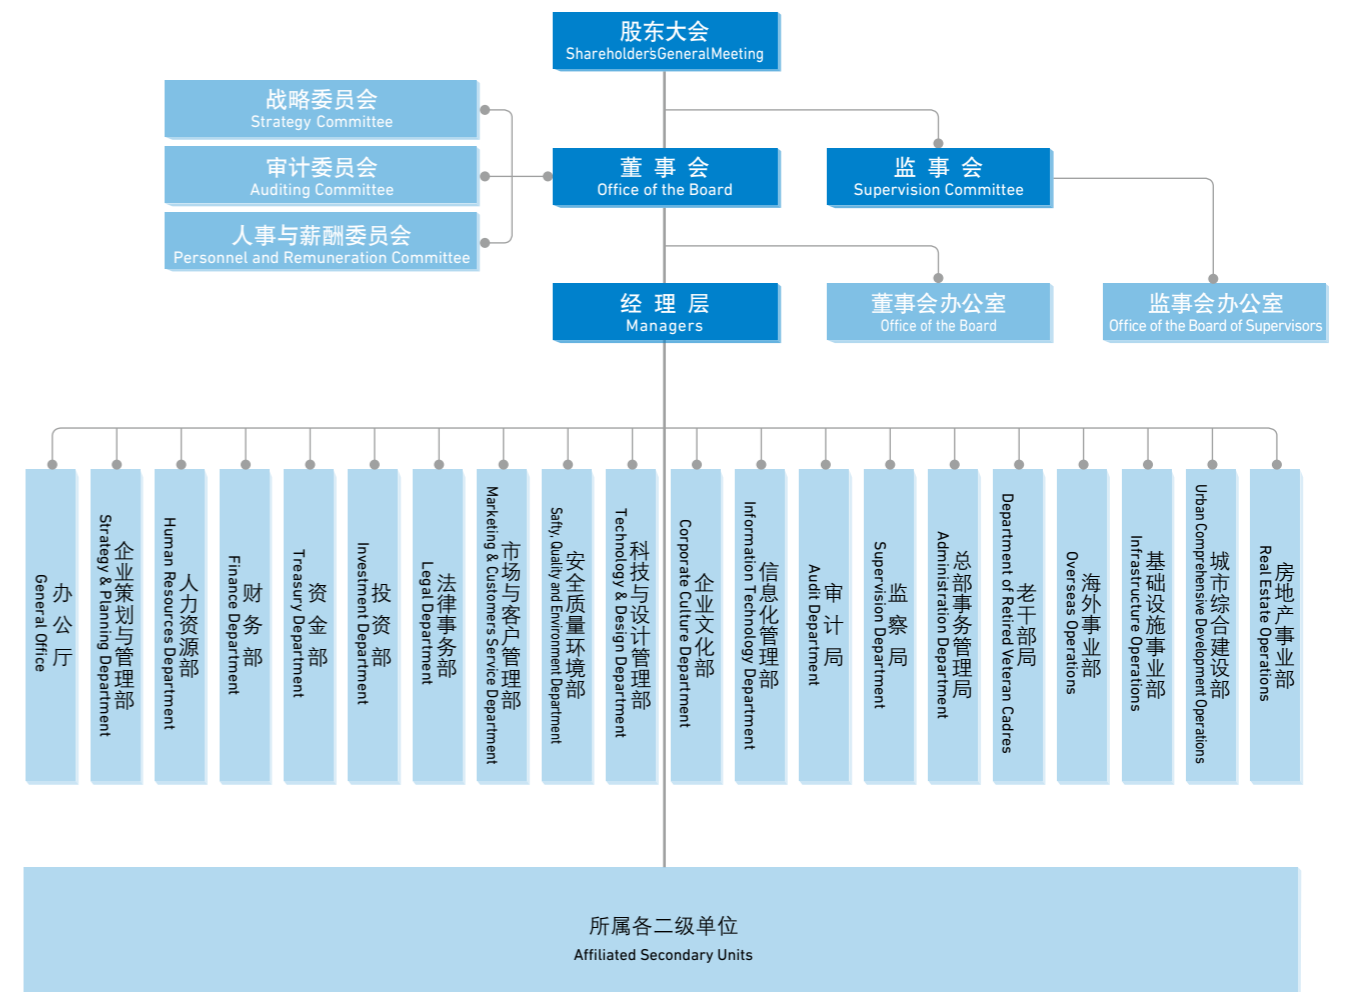 股东大会
Shareholder's General Meeting
战略委员会
Strategy Committee
审计委员会
Auditing Committee
人事与薪酬委员会
Personnel and Remuneration Committee
董 事 会
Office of the Board
监 事 会
Supervision Committee
经 理 层
Managers
董事会办公室
Office of the Board
监事会办公室
Office of the Board of Supervisors
办公厅
General Office
企业策划与管理部
Strategy & Planning Department
人力资源部
Human Resources Department
财务部
Finance Department
资金部
Treasury Department
投资部
Investment Department
法律事务部
Legal Department
市场与客户管理部
Marketing & Customers Service Department
安全质量环境部
Safty, Quality and Environment Department
科技与设计管理部
Technology & Design Department
企业文化部
Corporate Culture Department
信息化管理部
Information Technology Department
审计局
Audit Department
监察局
Supervision Department
总部事务管理局
Administration Department
老干部局
Department of Retired Veteran Cadres
海外事业部
Overseas Operations
基础设施事业部
Infrastructure Operations
城市综合建设部
Urban Comprehensive Development Operations
房地产事业部
Real Estate Operations
所属各二级单位
Affiliated Secondary Units